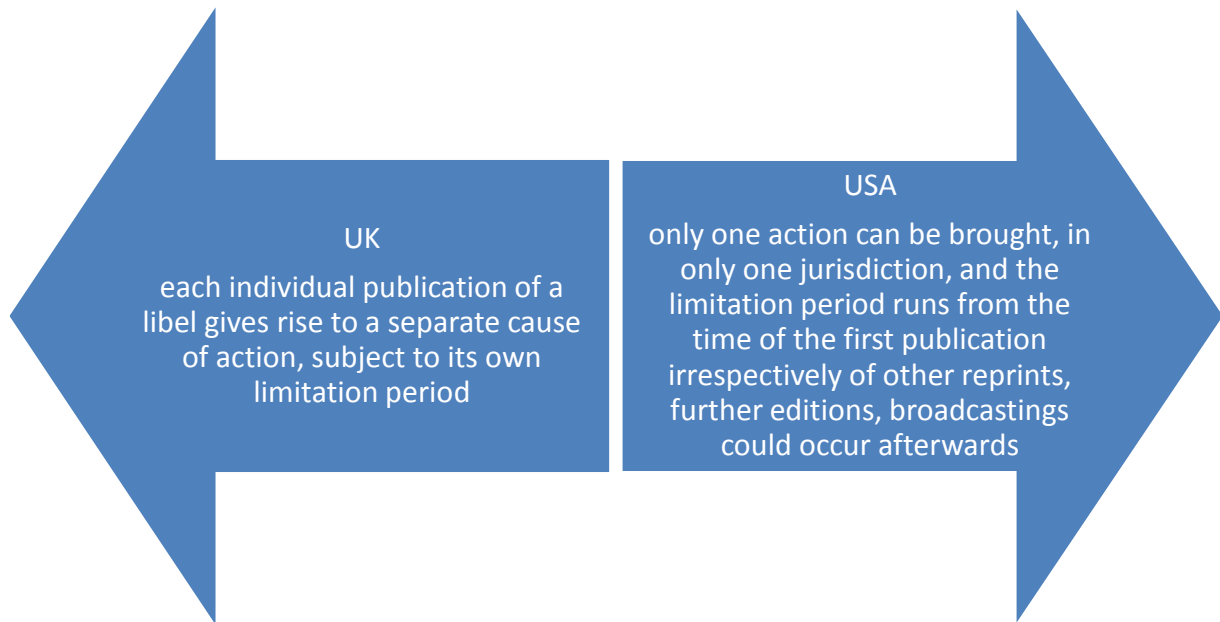 UK
each individual publication of a
libel gives rise to a separate cause
of action, subject to its own
limitation period
USA
only one action can be brought, in
only one jurisdiction, and the
limitation period runs from the
time of the first publication
irrespectively of other reprints,
further editions, broadcastings
could occur afterwards